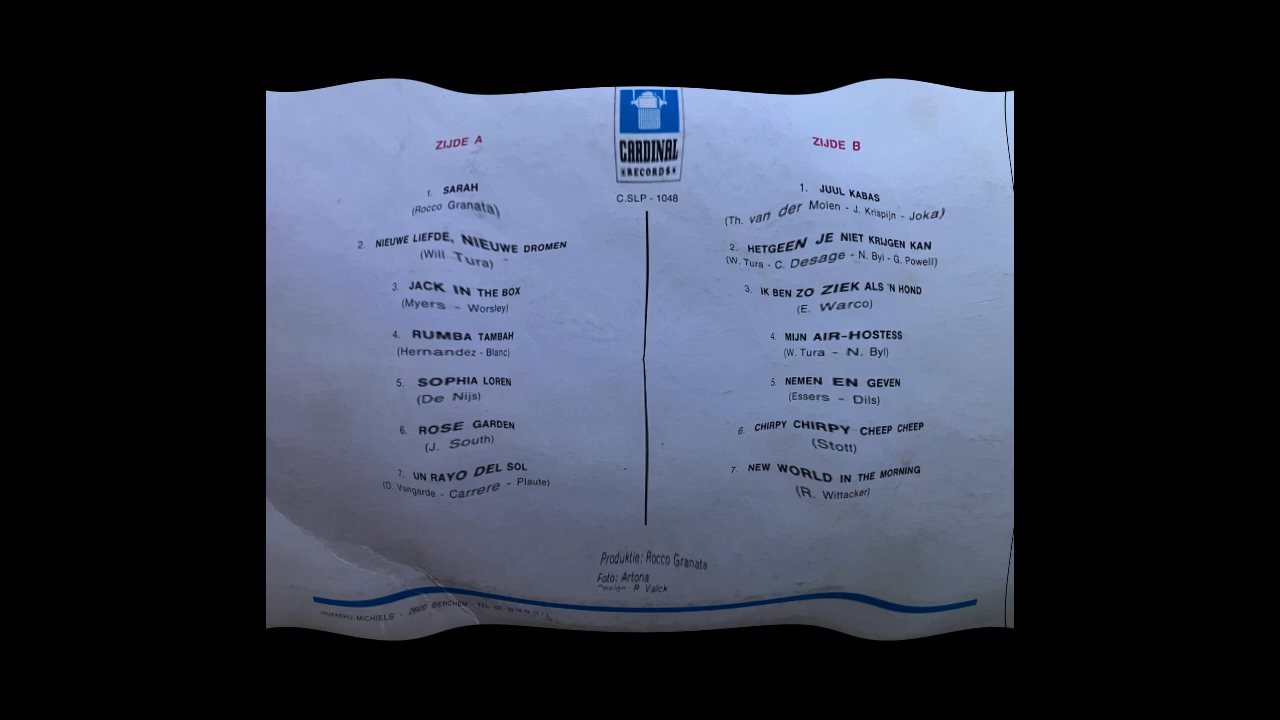 CARDINAL
RECORDS
C.SLP - 1048
ZIJDE A
1. SARAH
(Rocco Granata)
2. NIEUWE LIEFDE, NIEUWE DROMEN
(Will Tura)
3. JACK IN THE BOX
(Myers - Worsley)
4. RUMBA TAMBAH
(Hernandez - Blanc)
5. SOPHIA LOREN
(De Nijs)
6. ROSE GARDEN
(J. South)
7. UN RAYO DEL SOL
(D. Vangarde - Carrere - Plaute)
ZIJDE B
1. JUUL KABAS
(Th. van der Molen - J. Krispijn - Joka)
2. HETGEEN JE NIET KRIJGEN KAN
(W. Tura - C. Desage - N. Byl - G. Powell)
3. IK BEN ZO ZIEK ALS 'N HOND
(E. Warco)
4. MIJN AIR-HOSTESS
(W. Tura - N. Byl)
5. NEMEN EN GEVEN
(Essers - Dils)
6. CHIRPY CHIRPY CHEEP CHEEP
(Stott)
7. NEW WORLD IN THE MORNING
(R. Wittacker)
Produktie: Rocco Granata
Foto: Artona
Valck
MICHIELS - 2600 BERCHEM - TEL.